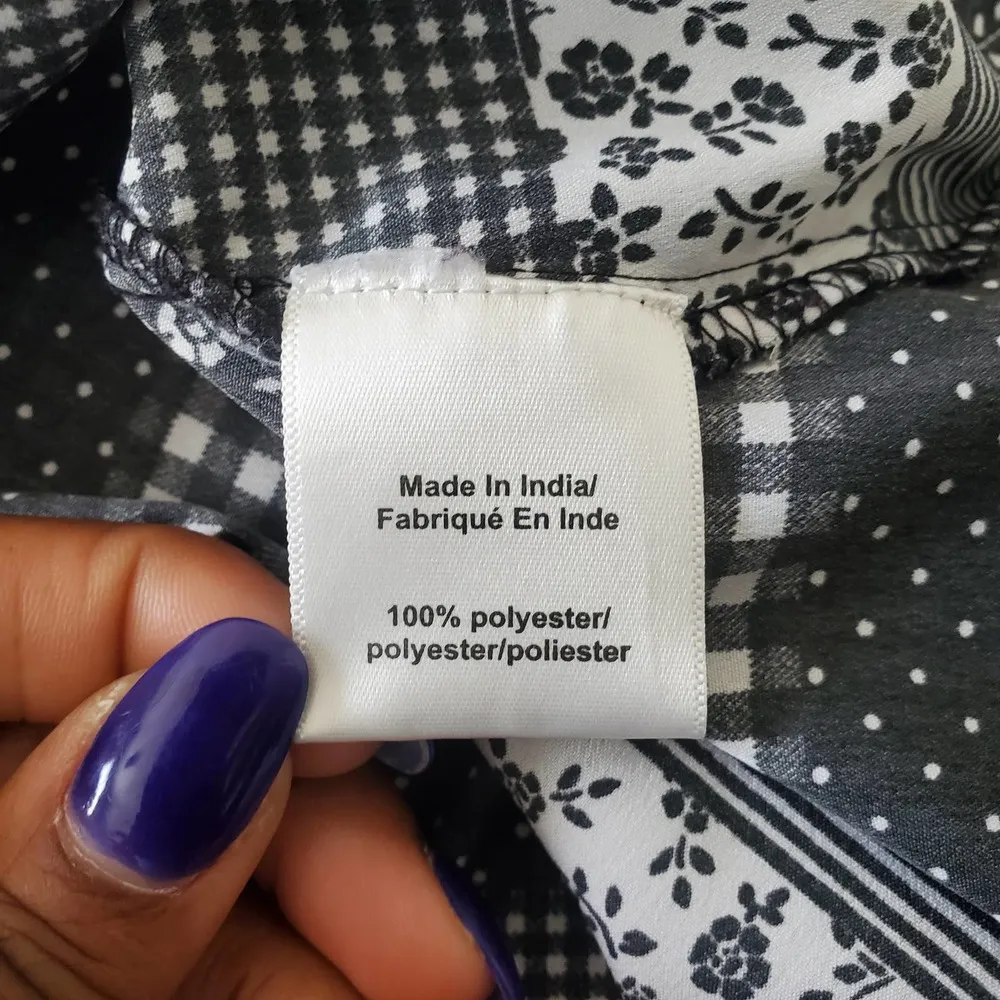 Made In India/
Fabriqué En Inde
100% polyester/
polyester/poliester